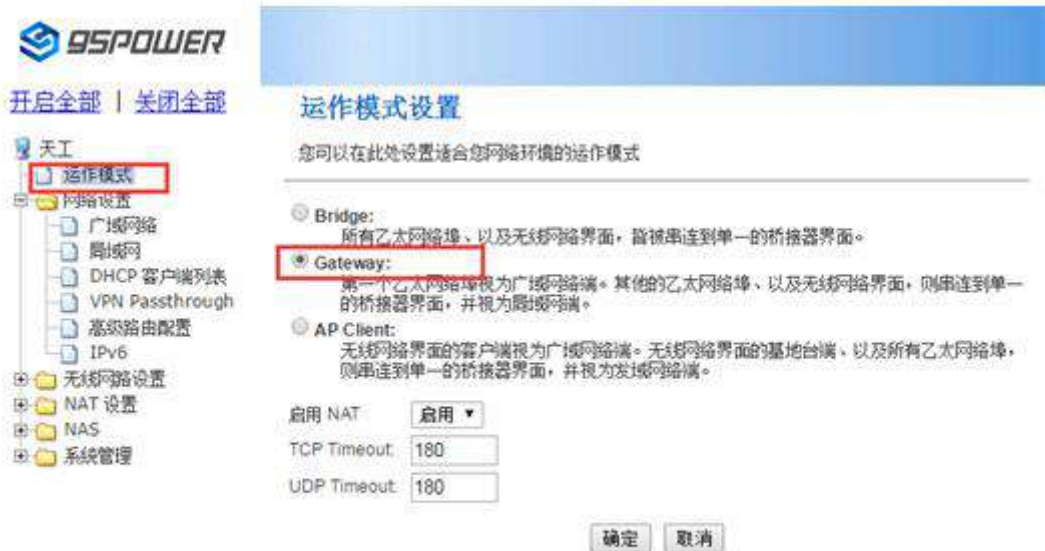 95POWER
开启全部 | 关闭全部
天工
运作模式
网络设置
广域网络
局域网
DHCP 客户端列表
VPN Passthrough
高级路由配置
IPv6
无线网路设置
NAT 设置
NAS
系统管理
运作模式设置
您可以在此处设置适合您网络环境的运作模式
Bridge:
所有乙太网络埠、以及无线网络界面，皆被串连到单一的桥接器界面。
Gateway:
第一个乙太网络埠视为广域网络端。其他的乙太网络埠、以及无线网络界面，则串连到单一
的桥接器界面，并视为局域网端。
AP Client:
无线网络界面的客户端视为广域网络端。无线网络界面的基地台端、以及所有乙太网络埠，
则串连到单一的桥接器界面，并视为发域网络端。
启用 NAT 启用
TCP Timeout: 180
UDP Timeout: 180
确定 取消